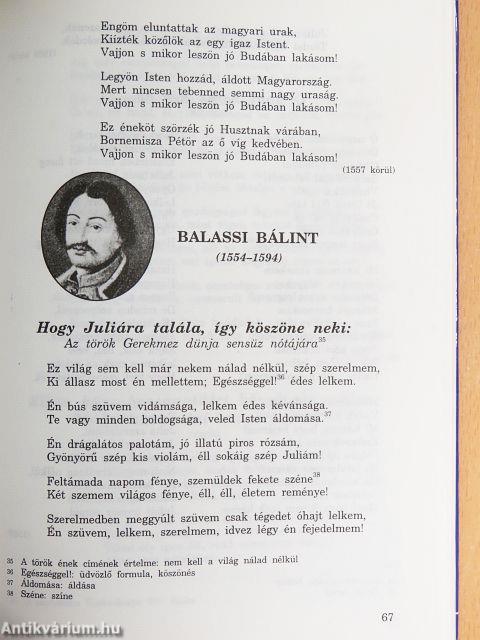 Engöm eluntattak az magyari urak,
Kiízték közőlök az egy igaz Istent.
Vajjon s mikor leszön jó Budában lakásom!
Legyön Isten hozzád, áldott Magyarország.
Mert nincsen tebenned semmi nagy uraság.
Vajjon s mikor leszön jó Budában lakásom!
Ez éneköt szörzék jó Husztnak várában,
Bornemisza Pétör az ő víg kedvében.
Vajjon s mikor leszön jó Budában lakásom!
(1557 körül)
BALASSI BÁLINT
(1554–1594)
Hogy Juliára talála, így köszöne neki:
Az török Gerekmez dünja sensüz nótájára³⁵
Ez világ sem kell már nekem nálad nélkül, szép szerelmem,
Ki állasz most én mellettem; Egészséggel!³⁶ édes lelkem.
Én bús szüvem vidámsága, lelkem édes kévánsága.
Te vagy minden boldogsága, veled Isten áldomása.³⁷
Én drágalátos palotám, jó illatú piros rózsám,
Gyönyörű szép kis violám, éll sokáig szép Juliám!
Feltámada napom fénye, szemüldek fekete széne³⁸
Két szemem világos fénye, éll, éll, életem reménye!
Szerelmedben meggyúlt szüvem csak tégedet óhajt lelkem,
Én szüvem, lelkem, szerelmem, idvez légy én fejedelmem!
³⁵ A török ének címének értelme: nem kell a világ nálad nélkül
³⁶ Egészséggel!: üdvözlő formula, köszönés
³⁷ Áldomása: áldása
³⁸ Széne: színe
67
Antikvárium.hu